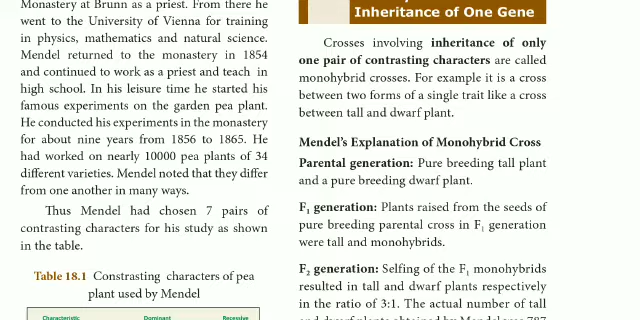 Monastery at Brunn as a priest. From there he
went to the University of Vienna for training
in physics, mathematics and natural science.
Mendel returned to the monastery in 1854
and continued to work as a priest and teach in
high school. In his leisure time he started his
famous experiments on the garden pea plant.
He conducted his experiments in the monastery
for about nine years from 1856 to 1865. He
had worked on nearly 10000 pea plants of 34
different varieties. Mendel noted that they differ
from one another in many ways.
Thus Mendel had chosen 7 pairs of
contrasting characters for his study as shown
in the table.
Table 18.1 Constrasting characters of pea
plant used by Mendel
Characteristic Dominant Recessive
Inheritance of One Gene
Crosses involving inheritance of only
one pair of contrasting characters are called
monohybrid crosses. For example it is a cross
between two forms of a single trait like a cross
between tall and dwarf plant.
Mendel's Explanation of Monohybrid Cross
Parental generation: Pure breeding tall plant
and a pure breeding dwarf plant.
F1 generation: Plants raised from the seeds of
pure breeding parental cross in F1 generation
were tall and monohybrids.
F2 generation: Selfing of the F1 monohybrids
resulted in tall and dwarf plants respectively
in the ratio of 3:1. The actual number of tall
and dwarf plants obtained by Mendel was 787